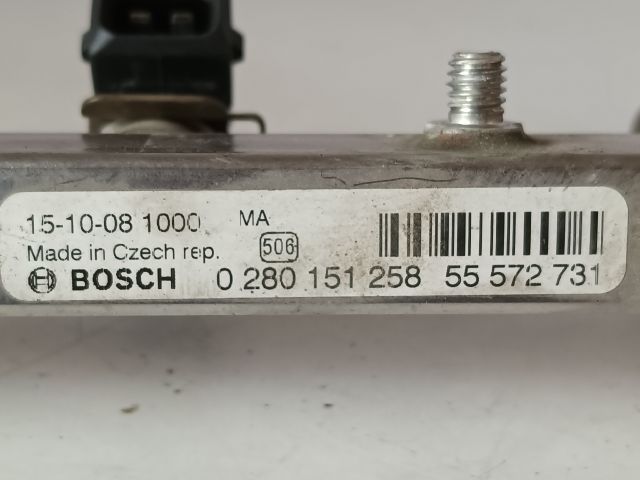 15-10-08 1000 MA
Made in Czech rep. 506
BOSCH 0 280 151 258 55 572 731